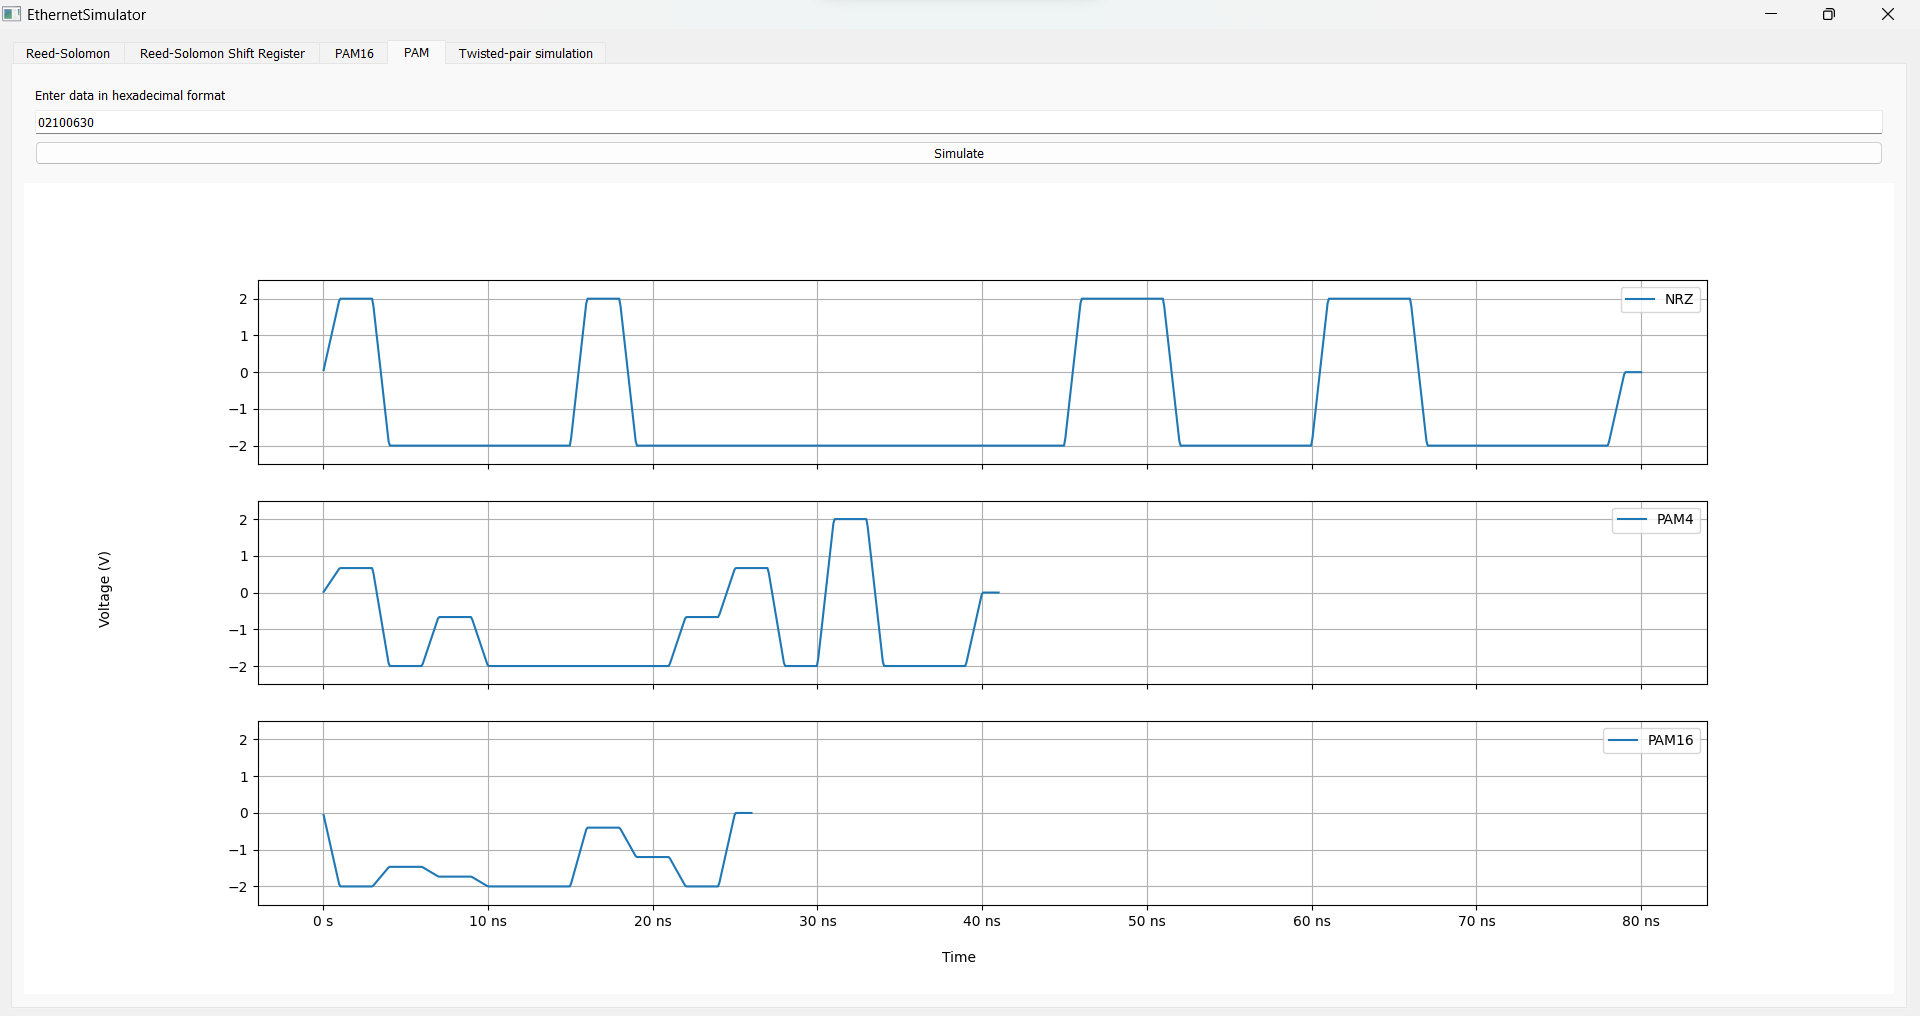 EthernetSimulator
Reed-Solomon Reed-Solomon Shift Register PAM16 PAM Twisted-pair simulation
Enter data in hexadecimal format
02100630
Simulate
2
1
0
−1
−2
NRZ
2
1
0
−1
−2
PAM4
Voltage (V)
2
1
0
−1
−2
PAM16
0 s 10 ns 20 ns 30 ns 40 ns 50 ns 60 ns 70 ns 80 ns
Time